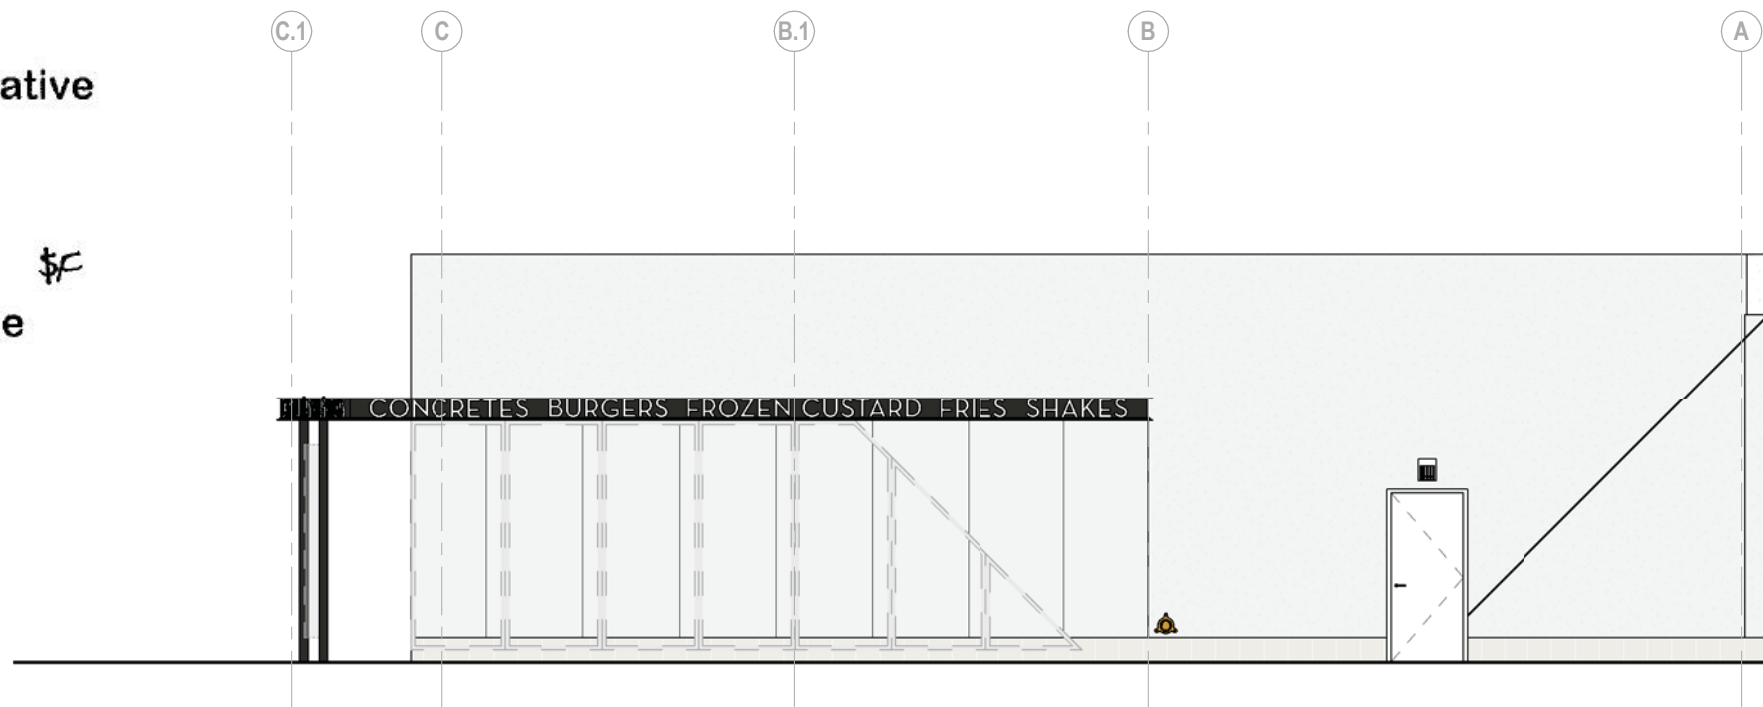 C.1 C B.1 B A
ative
$
e
CONCRETES BURGERS FROZEN CUSTARD FRIES SHAKES